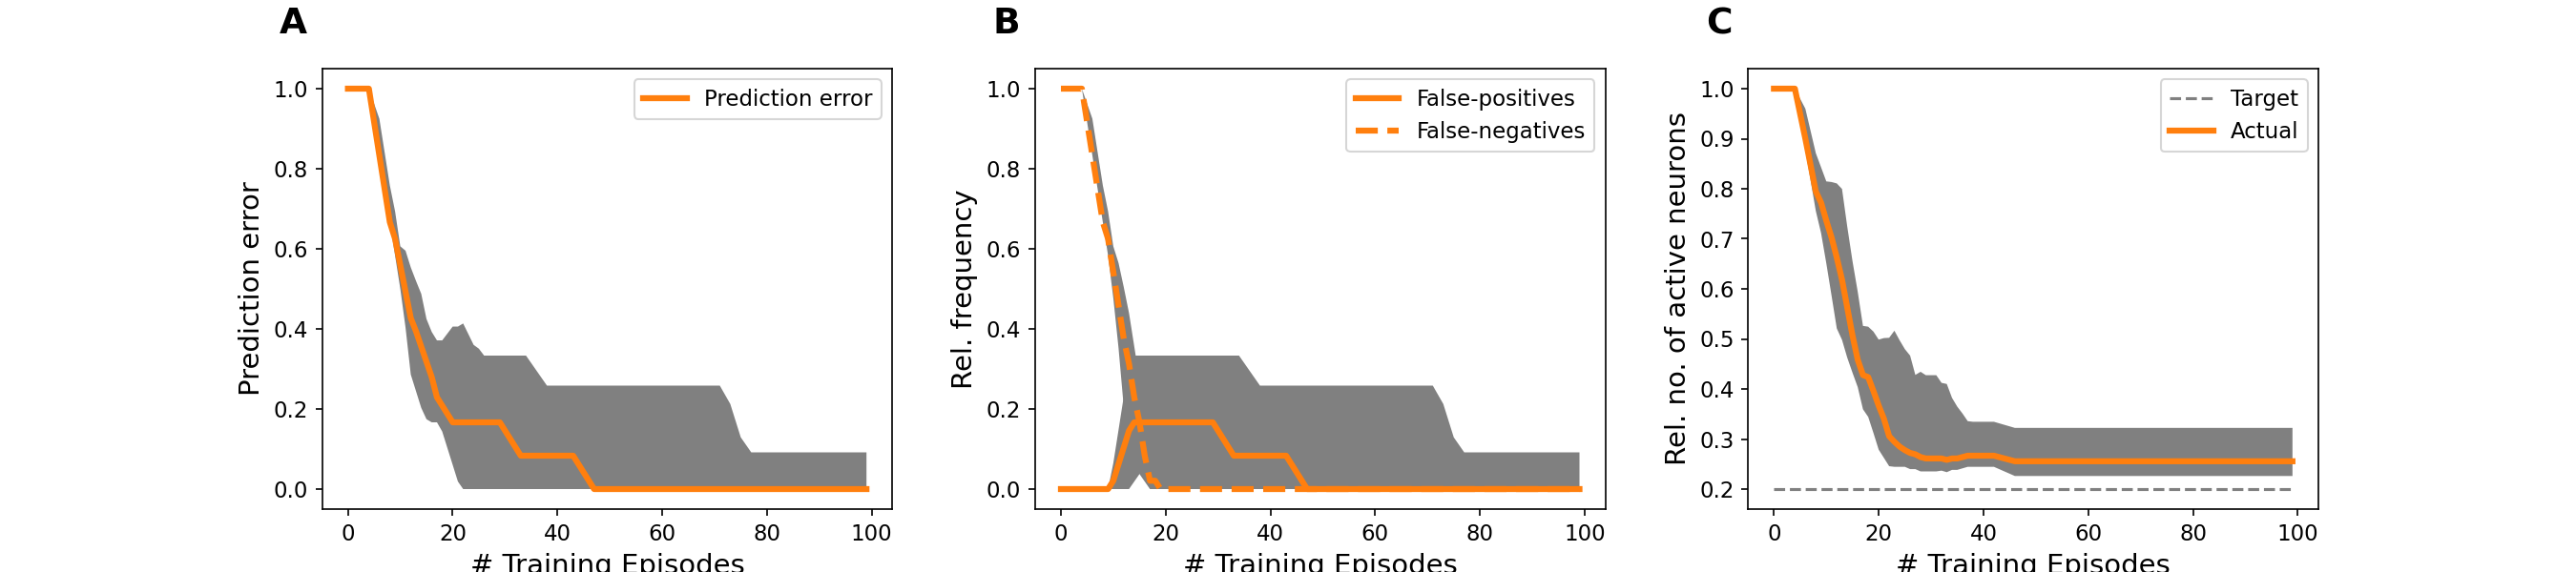 A
Prediction error
1.0
0.8
0.6
0.4
0.2
0.0
0 20 40 60 80 100
Prediction error
# Training Episodes
B
False-positives
False-negatives
1.0
0.8
0.6
0.4
0.2
0.0
0 20 40 60 80 100
Rel. frequency
# Training Episodes
C
Target
Actual
1.0
0.9
0.8
0.7
0.6
0.5
0.4
0.3
0.2
0 20 40 60 80 100
Rel. no. of active neurons
# Training Episodes